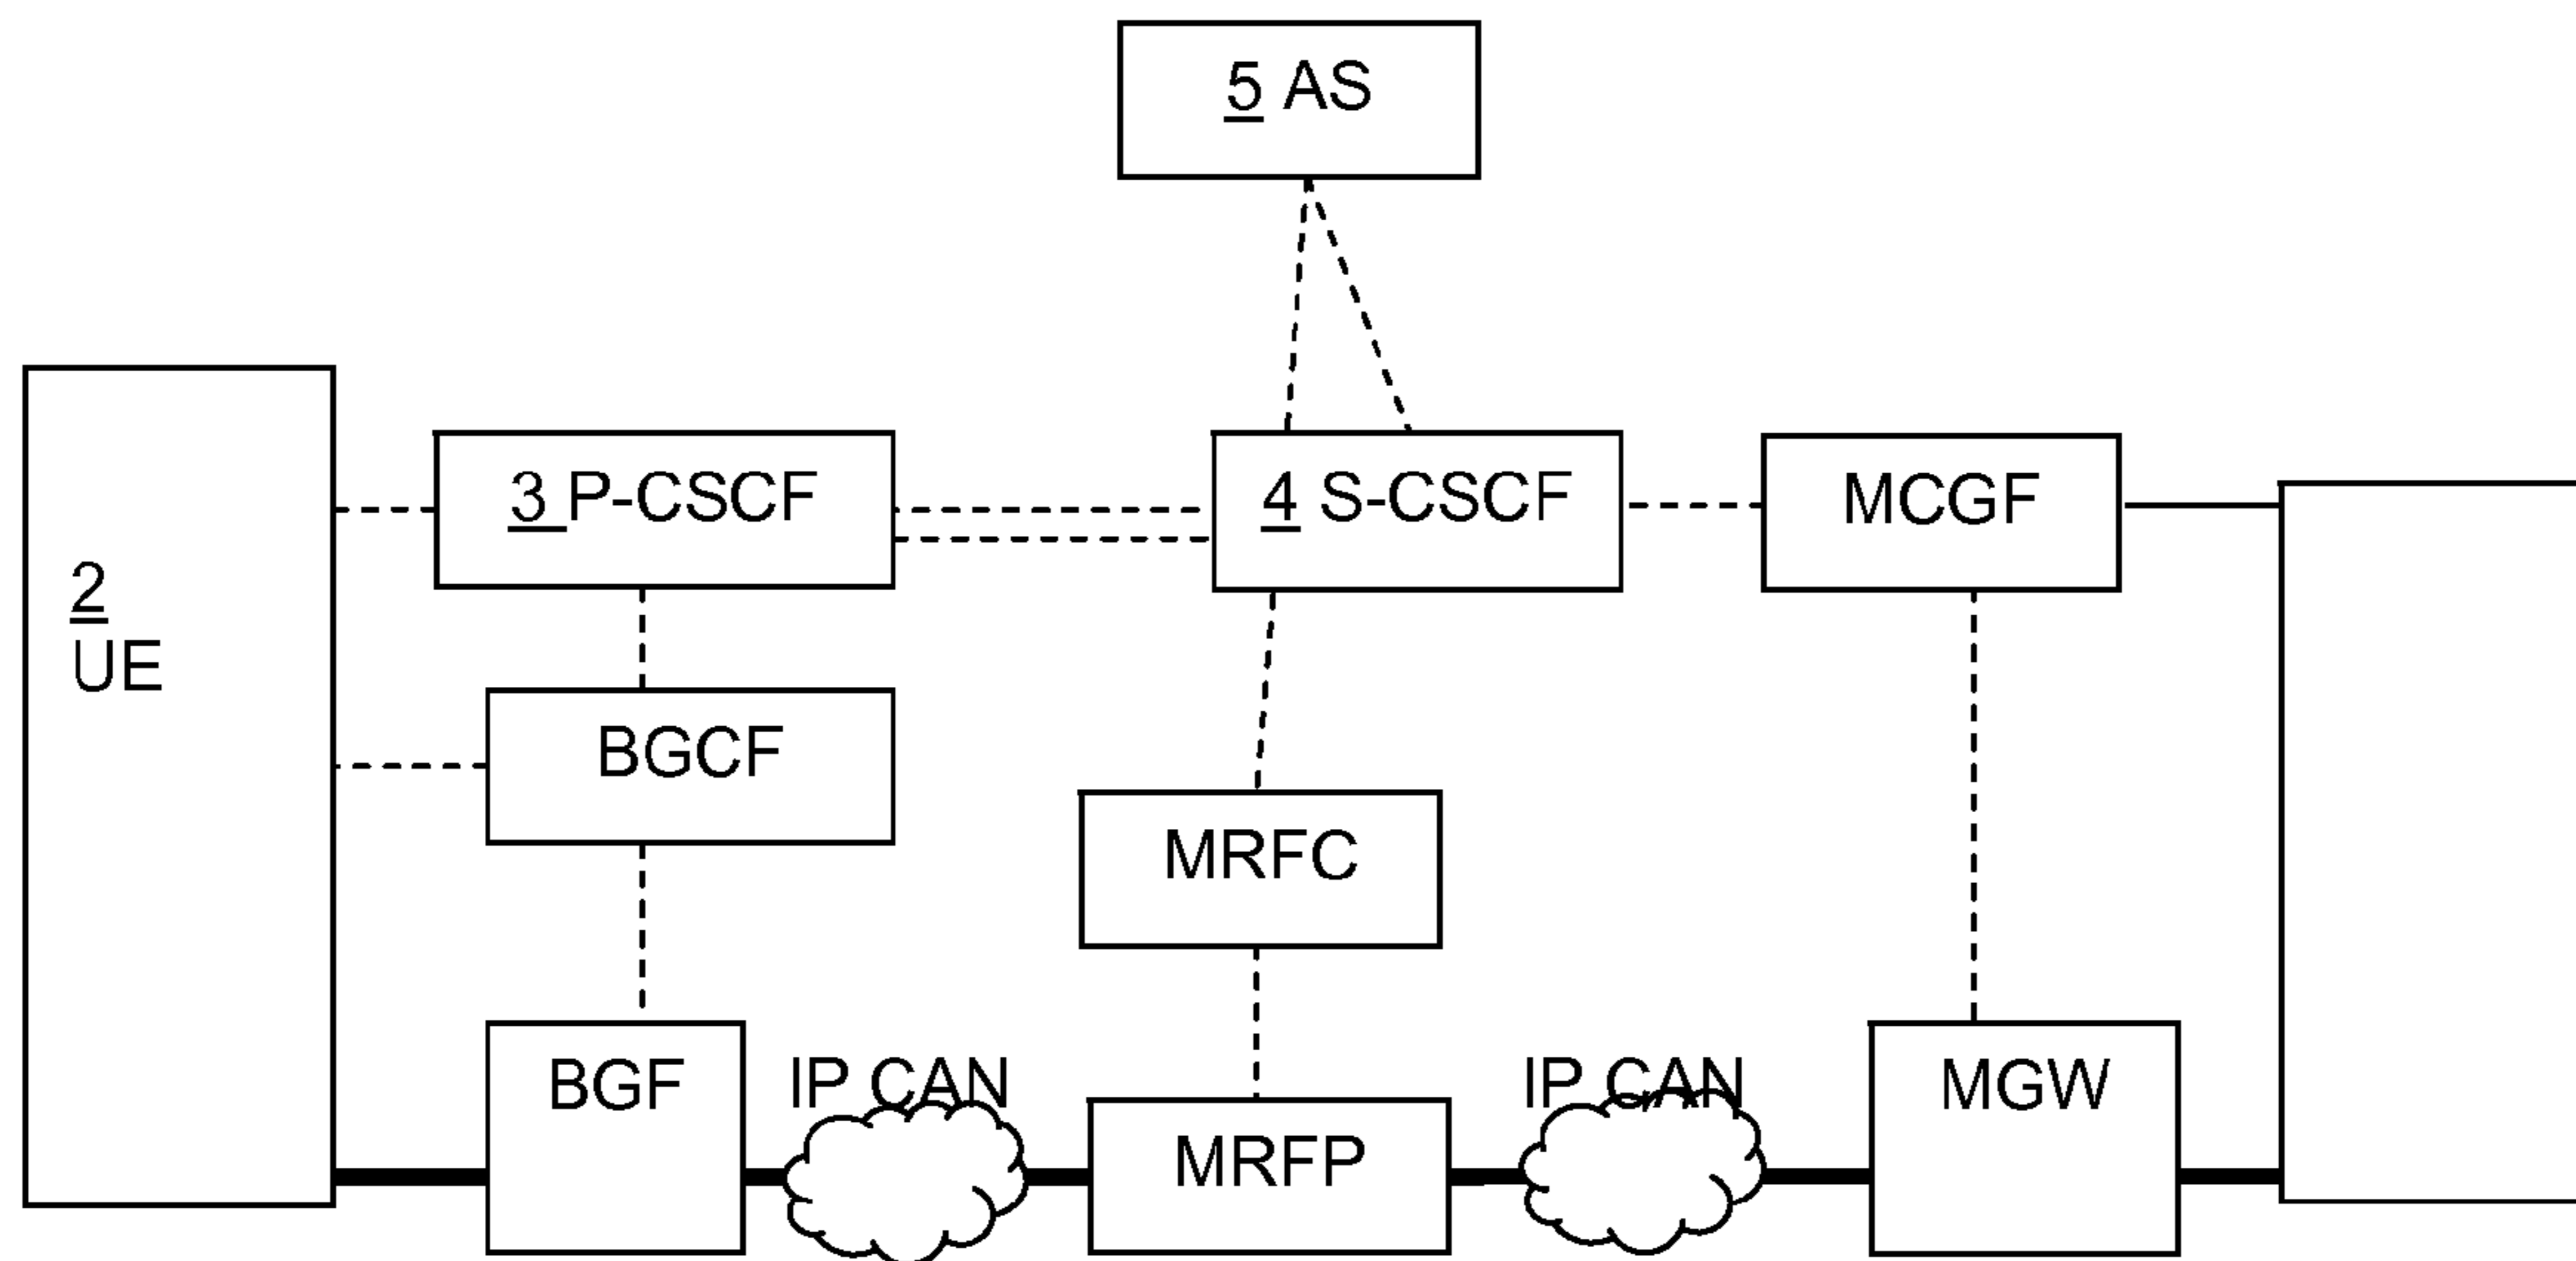 5 AS
3 P-CSCF
4 S-CSCF
MCGF
2
UE
BGCF
MRFC
BGF
IP CAN
MRFP
IP CAN
MGW